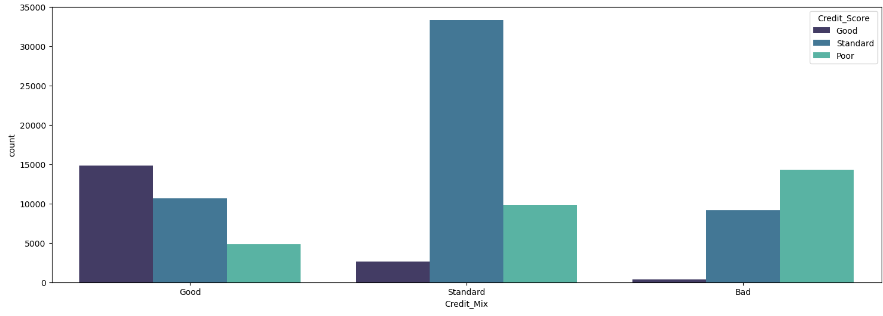 Credit_Score
Good
Standard
Poor
35000
30000
25000
20000
15000
10000
5000
0
count
Good Standard Bad
Credit_Mix